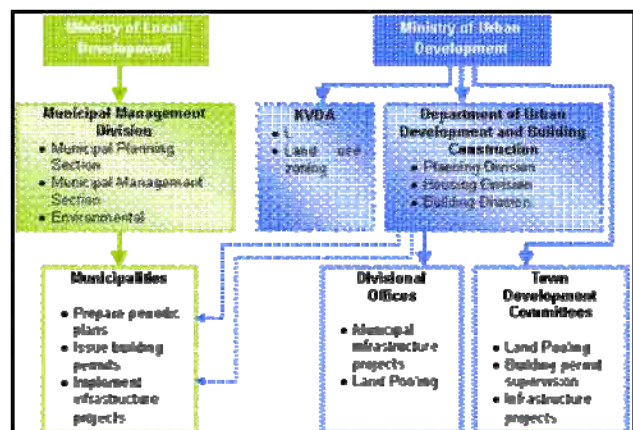 Ministry of Local
Development
Ministry of Urban
Development
Municipal Management
Division
• Municipal Planning
Section
• Municipal Management
Section
• Environmental
KVDA
• L
• Land use
zoning
Department of Urban
Development and Building
Construction
• Planning Division
• Housing Division
• Building Division
Municipalities
• Prepare periodic
plans
• Issue building
permits
• Implement
infrastructure
projects
Divisional
Offices
• Municipal
infrastructure
projects
• Land Pooling
Town
Development
Committees
• Land Pooling
• Building permit
supervision
• Infrastructure
projects